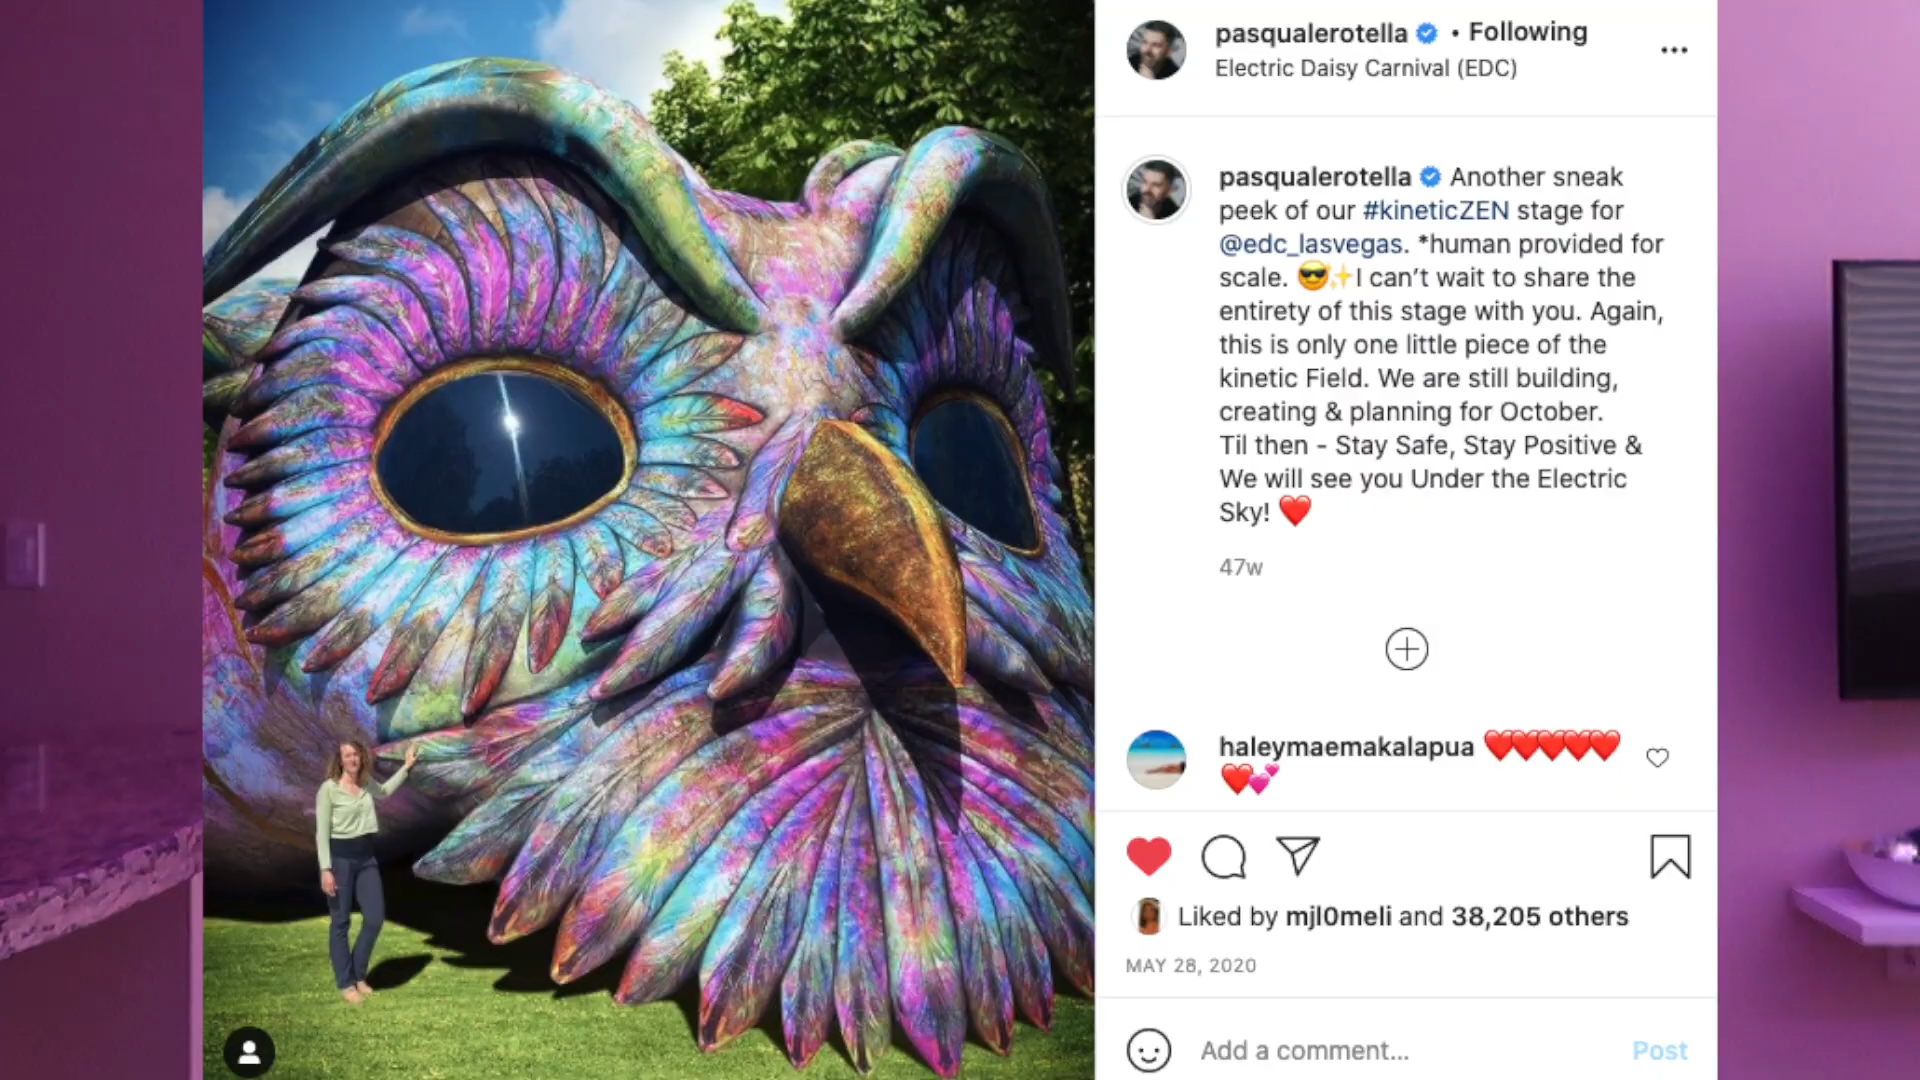 pasqualerotella • Following
Electric Daisy Carnival (EDC)
pasqualerotella Another sneak
peek of our #kineticZEN stage for
@edc_lasvegas. *human provided for
scale. 😎✨I can’t wait to share the
entirety of this stage with you. Again,
this is only one little piece of the
kinetic Field. We are still building,
creating & planning for October.
Til then - Stay Safe, Stay Positive &
We will see you Under the Electric
Sky! ❤️
47w
haleymaemakalapua ❤️❤️❤️❤️❤️
❤️💕
Liked by mjl0meli and 38,205 others
MAY 28, 2020
Add a comment... Post